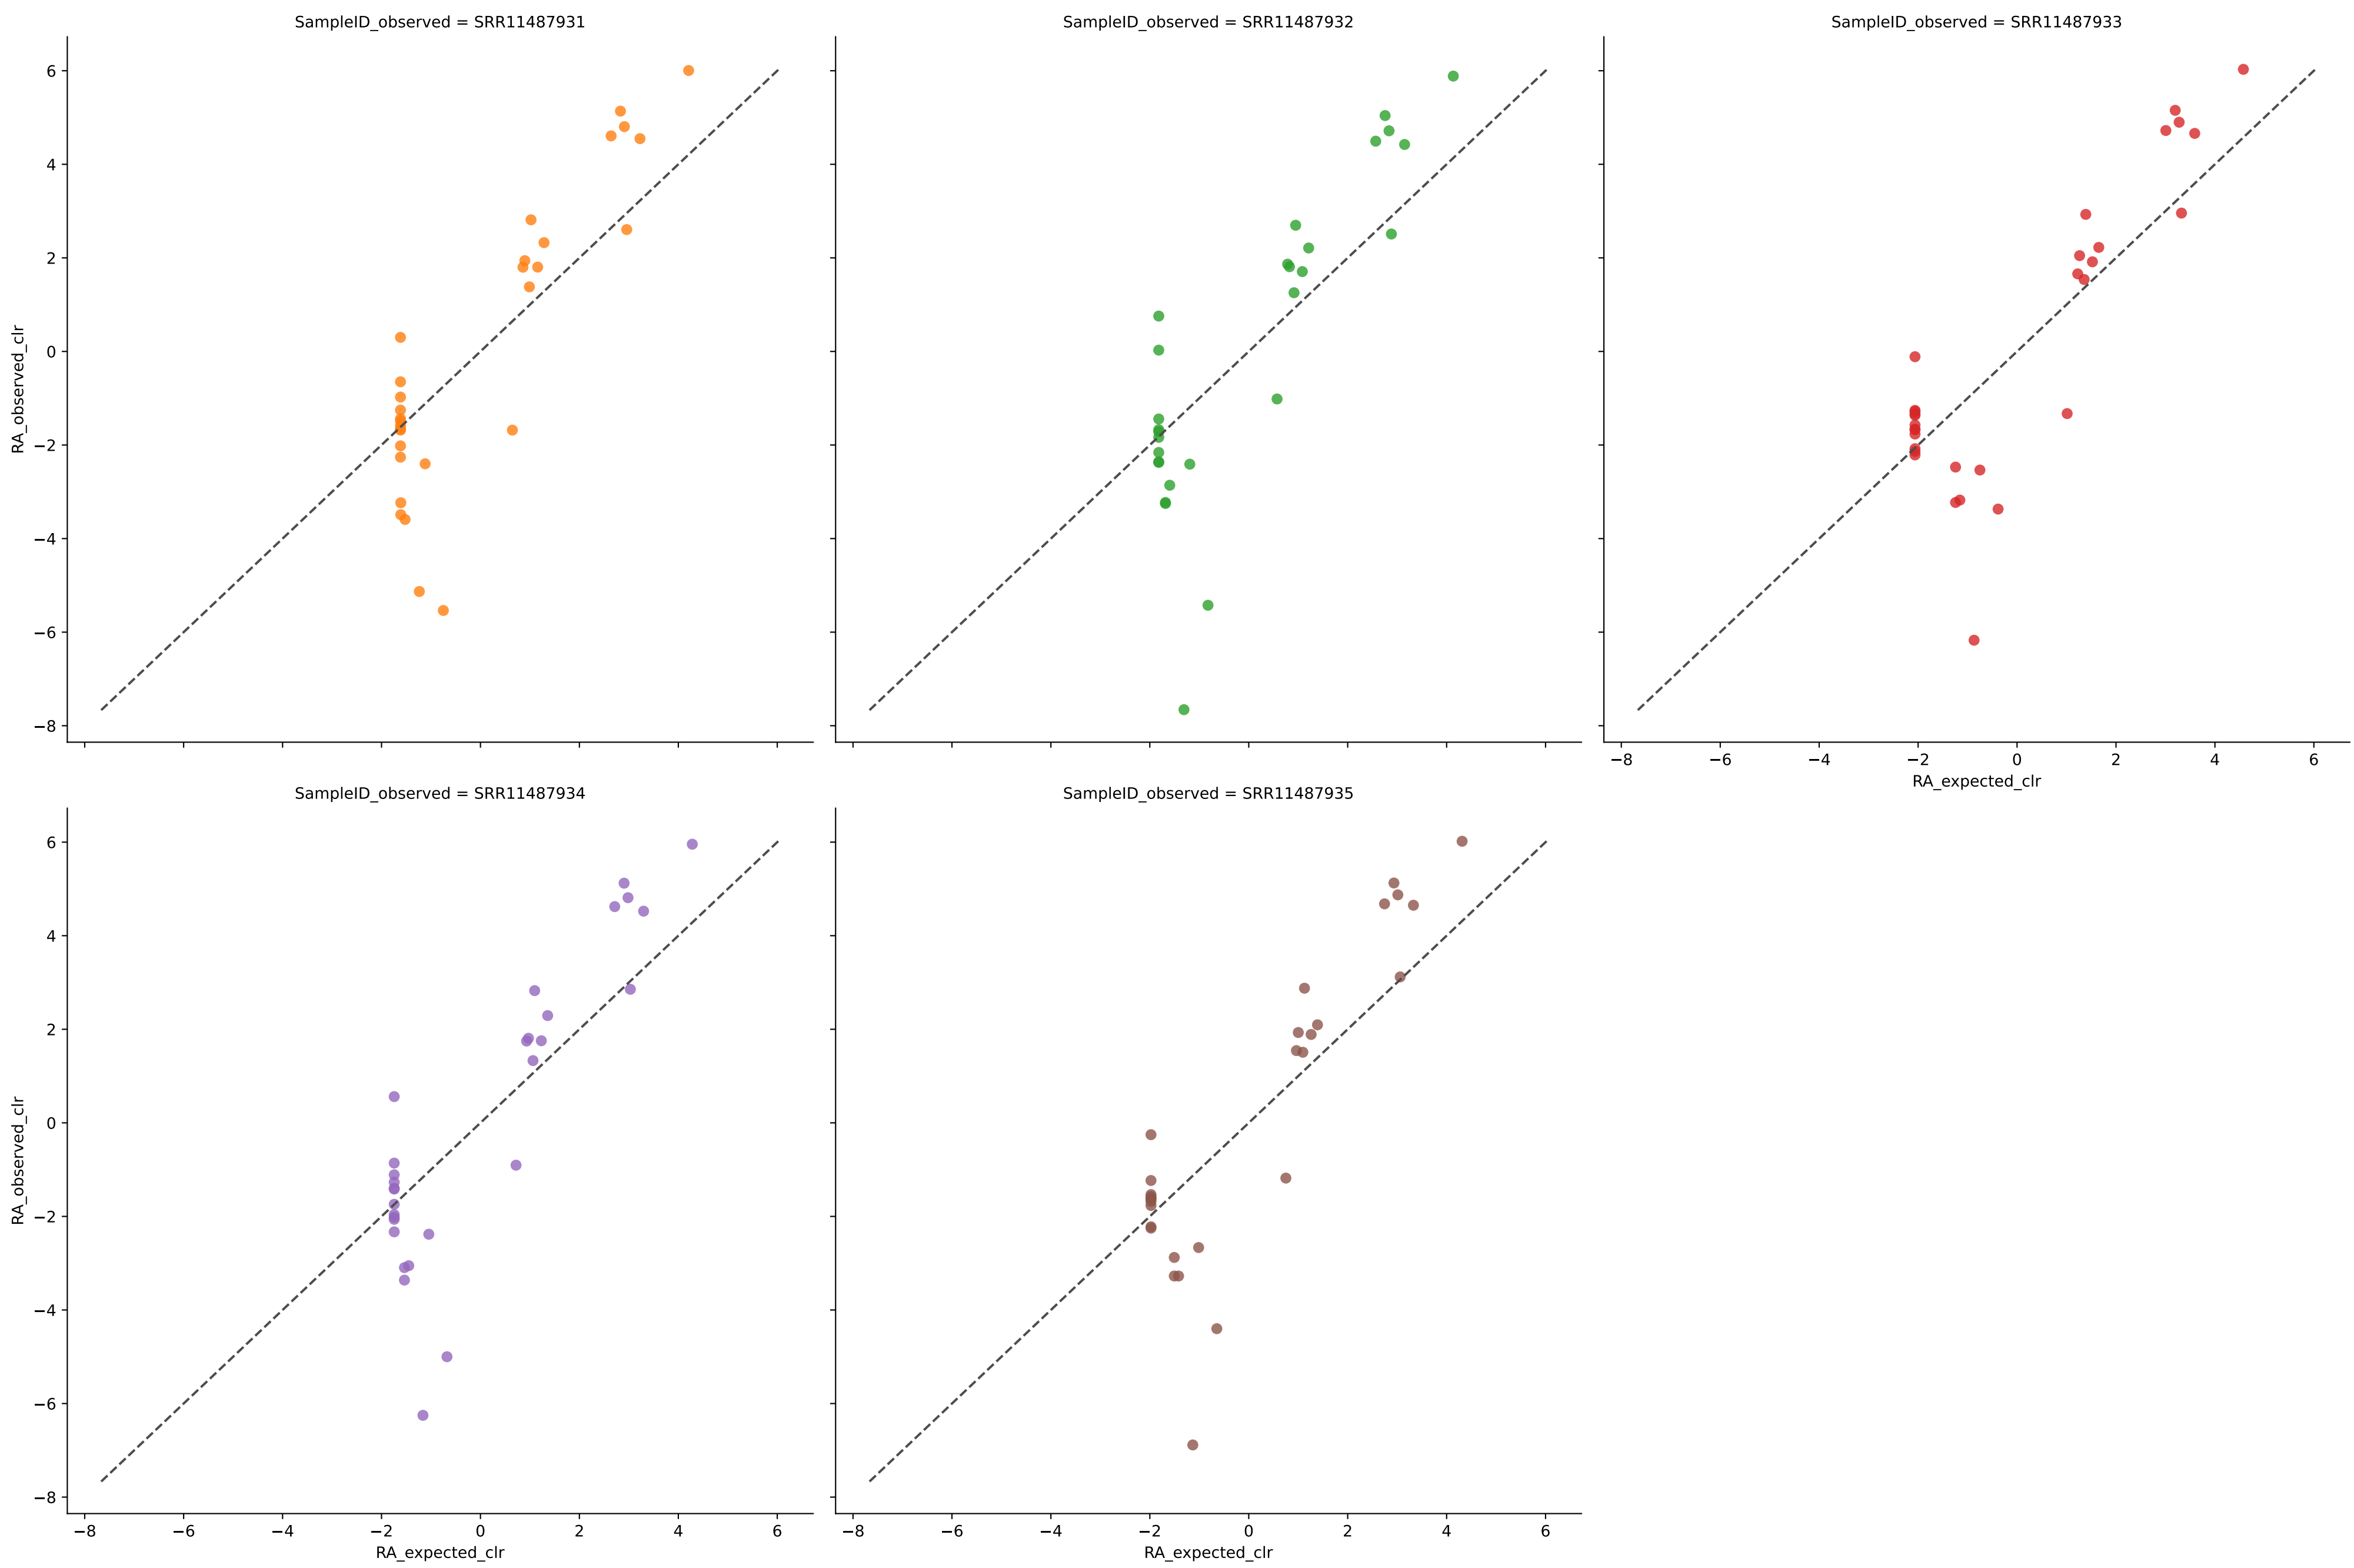 SampleID_observed = SRR11487931
SampleID_observed = SRR11487932
SampleID_observed = SRR11487933
6
4
2
0
−2
−4
−6
−8
RA_observed_clr
−8 −6 −4 −2 0 2 4 6
RA_expected_clr
SampleID_observed = SRR11487934
SampleID_observed = SRR11487935
6
4
2
0
−2
−4
−6
−8
RA_observed_clr
−8 −6 −4 −2 0 2 4 6
−8 −6 −4 −2 0 2 4 6
RA_expected_clr
RA_expected_clr